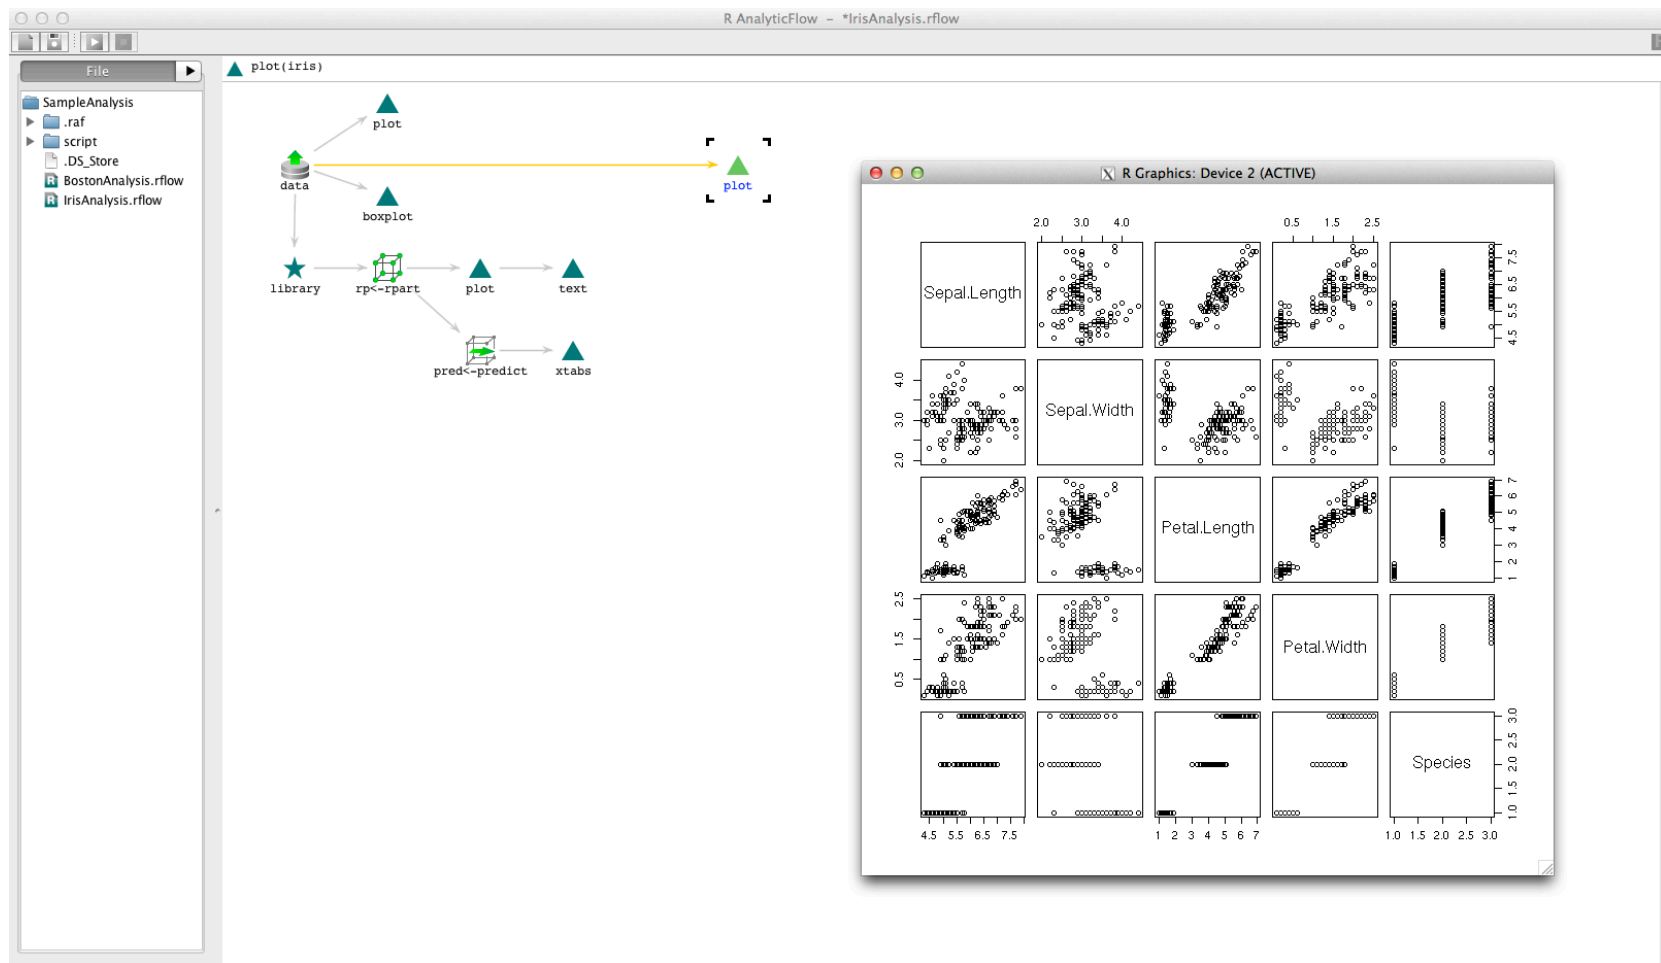 R AnalyticFlow – *IrisAnalysis.rflow
File
plot(iris)
SampleAnalysis
.raf
script
.DS_Store
BostonAnalysis.rflow
IrisAnalysis.rflow
plot
data
plot
boxplot
library
rp<-rpart
plot
text
pred<-predict
xtabs
X R Graphics: Device 2 (ACTIVE)
2.0 3.0 4.0
0.5 1.5 2.5
Sepal.Length
4.5 5.5 6.5 7.5
2.0 3.0 4.0
Sepal.Width
Petal.Length
1 2 3 4 5 6 7
0.5 1.5 2.5
Petal.Width
Species
1.0 1.5 2.0 2.5 3.0
4.5 5.5 6.5 7.5
1 2 3 4 5 6 7
1.0 1.5 2.0 2.5 3.0